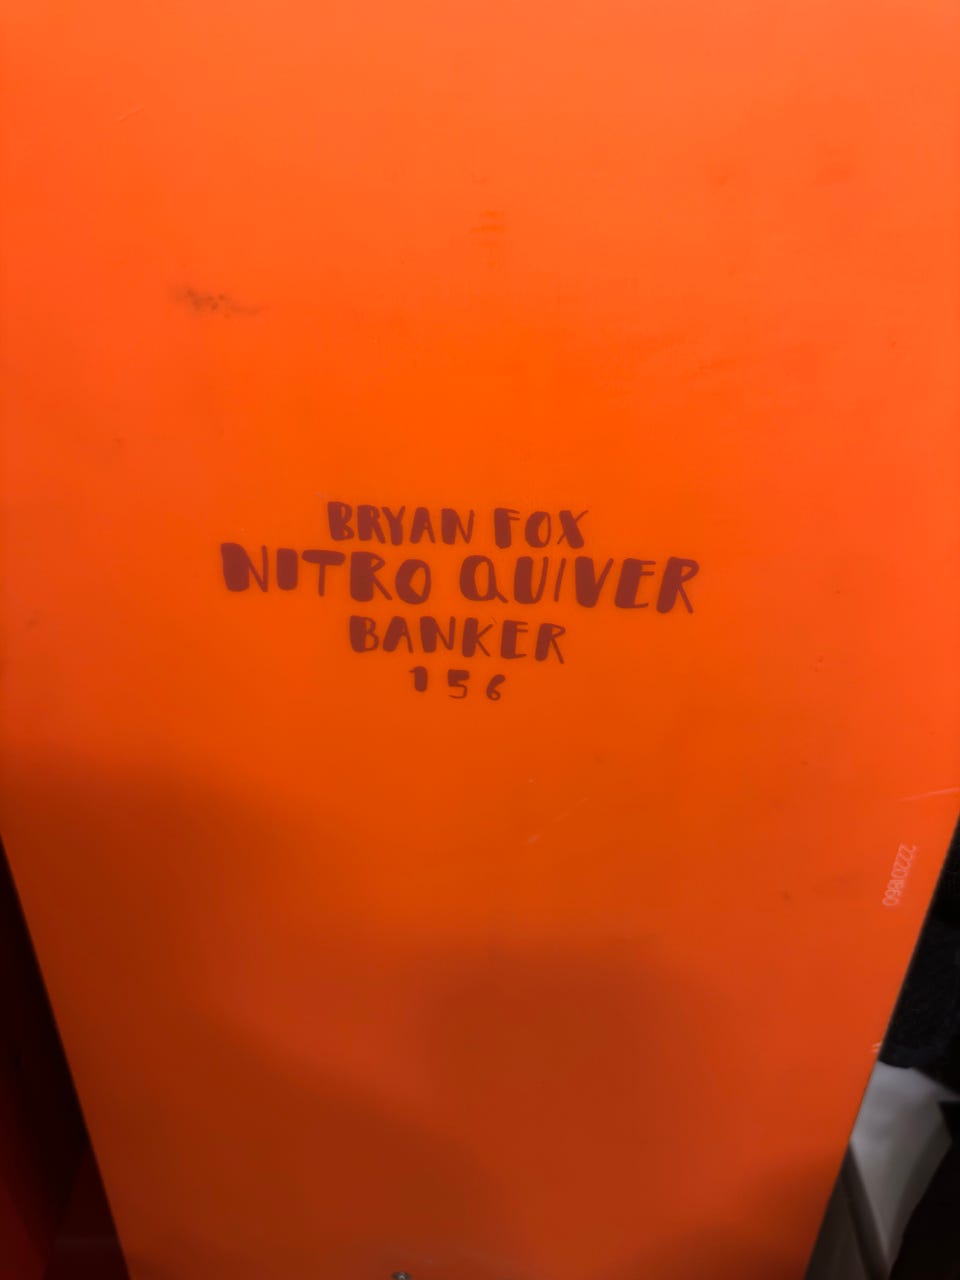 BRYAN FOX
NITRO QUIVER
BANKER
156